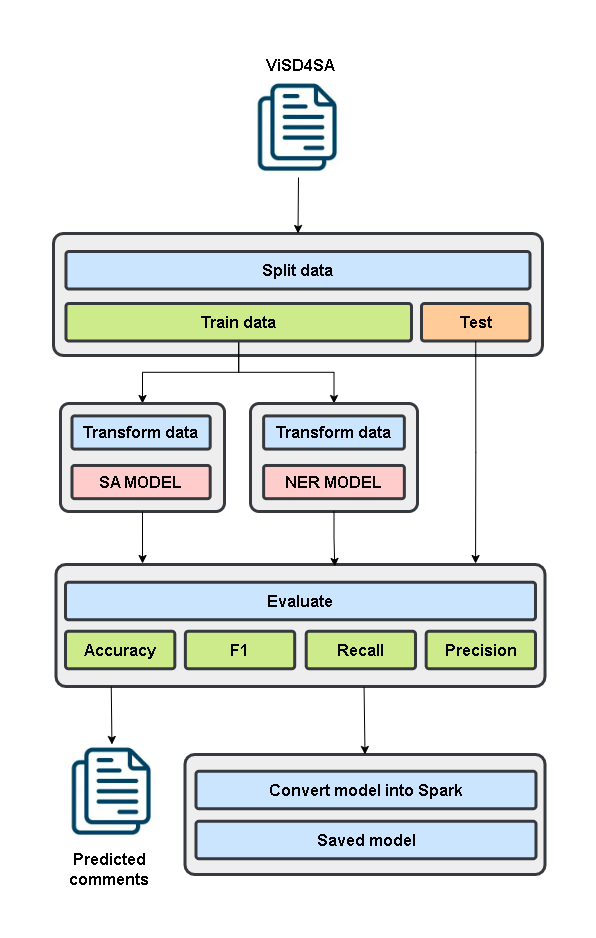 ViSD4SA
Split data
Train data
Test
Transform data
Transform data
SA MODEL
NER MODEL
Evaluate
Accuracy
F1
Recall
Precision
Convert model into Spark
Saved model
Predicted
comments